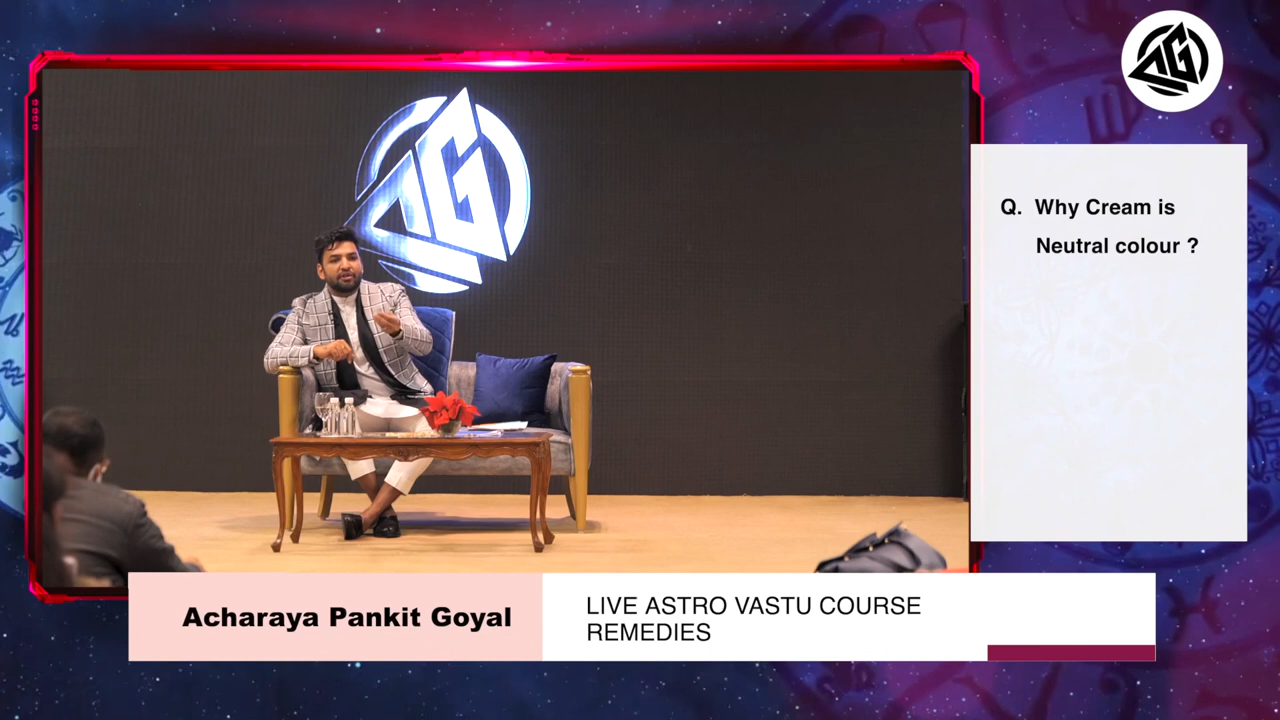 Q. Why Cream is
Neutral colour ?
Acharaya Pankit Goyal
LIVE ASTRO VASTU COURSE
REMEDIES